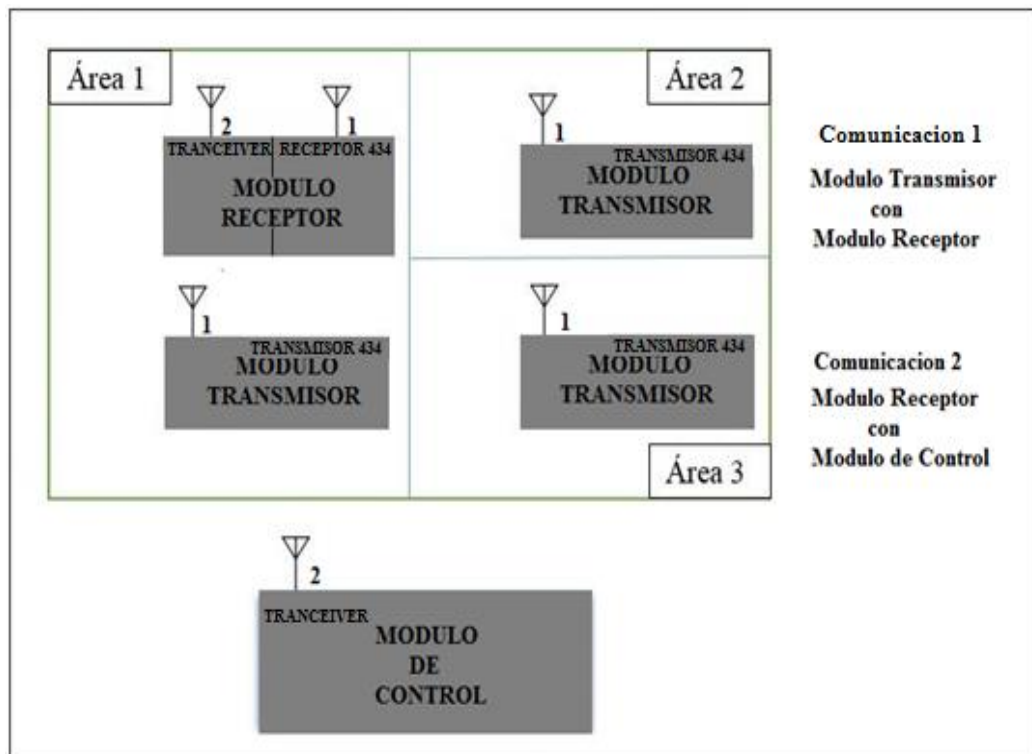 Área 1
2
1
TRANCEIVER
RECEPTOR 434
MODULO
RECEPTOR
1
TRANSMISOR 434
MODULO
TRANSMISOR
Área 2
1
TRANSMISOR 434
MODULO
TRANSMISOR
1
TRANSMISOR 434
MODULO
TRANSMISOR
Área 3
Comunicacion 1
Modulo Transmisor
con
Modulo Receptor
Comunicacion 2
Modulo Receptor
con
Modulo de Control
2
TRANCEIVER
MODULO
DE
CONTROL